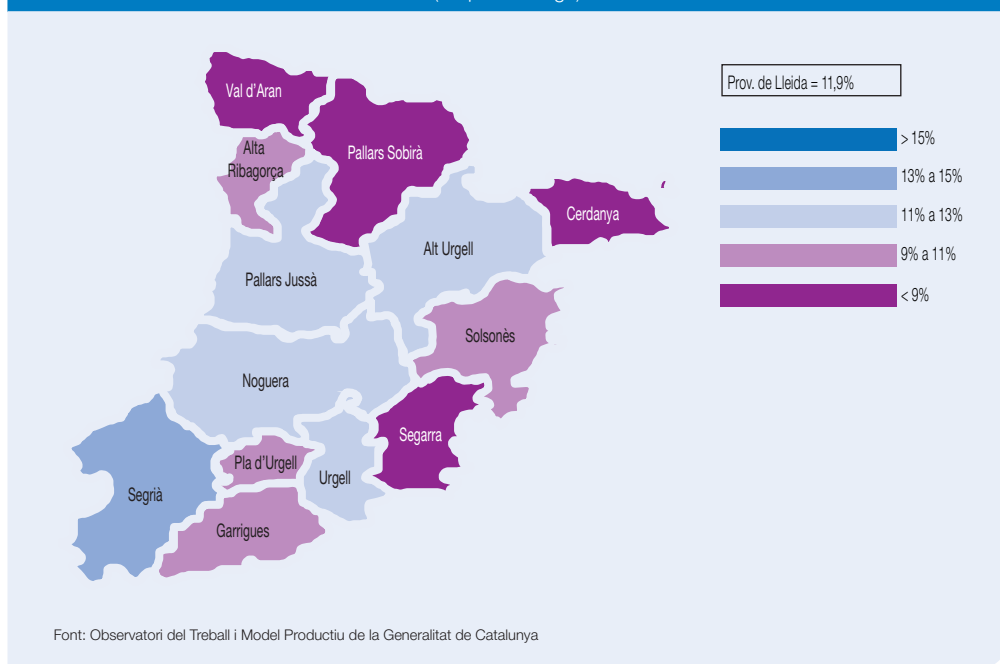 Prov. de Lleida = 11,9%
> 15%
13% a 15%
11% a 13%
9% a 11%
< 9%
Val d'Aran
Alta
Ribagorça
Pallars Sobirà
Cerdanya
Alt Urgell
Pallars Jussà
Solsonès
Noguera
Segarra
Pla d'Urgell
Urgell
Segrià
Garrigues
Font: Observatori del Treball i Model Productiu de la Generalitat de Catalunya